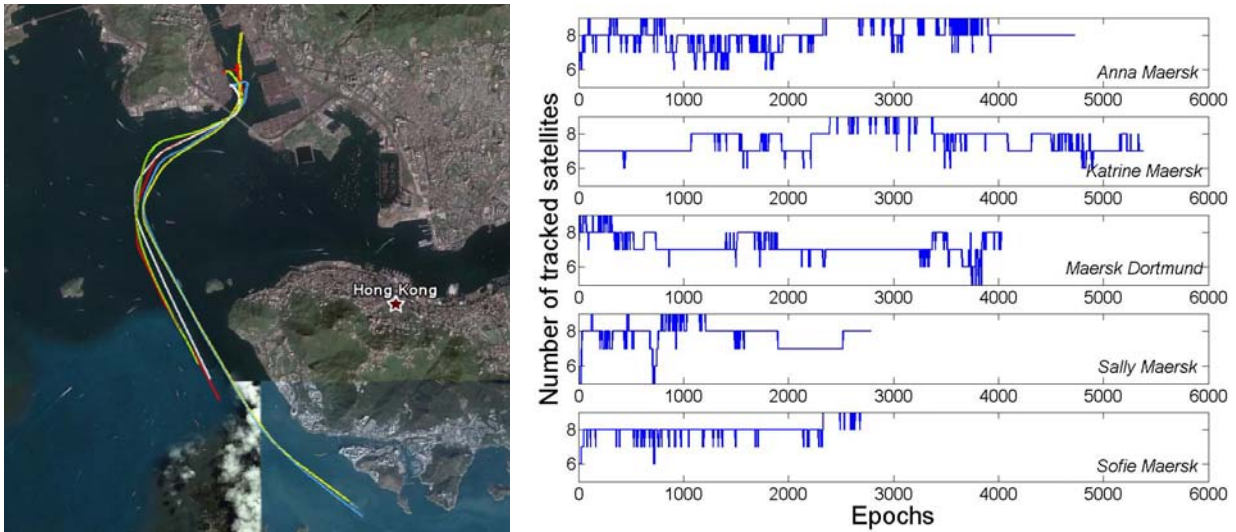 Hong Kong
Number of tracked satellites
8
6
0 1000 2000 3000 4000 5000 6000
Anna Maersk
8
6
0 1000 2000 3000 4000 5000 6000
Katrine Maersk
8
6
0 1000 2000 3000 4000 5000 6000
Maersk Dortmund
8
6
0 1000 2000 3000 4000 5000 6000
Sally Maersk
8
6
0 1000 2000 3000 4000 5000 6000
Sofie Maersk
Epochs